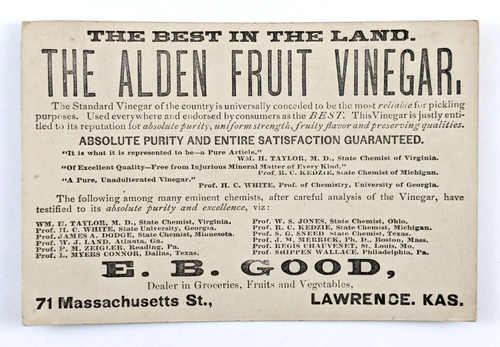 THE BEST IN THE LAND.
THE ALDEN FRUIT VINEGAR.
The Standard Vinegar of the country is universally conceded to be the most reliable for pickling
purposes. Used everywhere and endorsed by consumers as the BEST. This Vinegar is justly enti-
tled to its reputation for absolute purity, uniform strength, fruity flavor and preserving qualities.
ABSOLUTE PURITY AND ENTIRE SATISFACTION GUARANTEED.
"It is what it is represented to be—a Pure Article."
WM. H. TAYLOR, M. D., State Chemist of Virginia.
"Of Excellent Quality—Free from Injurious Mineral Matter of Every Kind."
Prof. R. C. KEDZIE, State Chemist of Michigan.
"A Pure, Unadulterated Vinegar."
Prof. H. C. WHITE, Prof. of Chemistry, University of Georgia.
The following among many eminent chemists, after careful analysis of the Vinegar, have
testified to its absolute purity and excellence, viz:
WM. H. TAYLOR, M. D., State Chemist, Virginia.
Prof. H. C. WHITE, State University, Georgia.
Prof. JAMES A. DODGE, State Chemist, Minnesota.
Prof. W. J. LAND, Atlanta, Ga.
Prof. P. M. ZEIGLER, Reading, Pa.
Prof. L. MYERS CONNOR, Dallas, Texas.
Prof. W. S. JONES, State Chemist, Ohio.
Prof. R. C. KEDZIE, State Chemist, Michigan.
Prof. S. G. SNEED, State Chemist, Texas.
Prof. J. M. MERRICK, Ph, D., Boston, Mass.
Prof. REGIS CHAUVENET, St. Louis, Mo,
Prof. SHIPPEN WALLACE, Philadelphia, Pa.
E. B. GOOD,
Dealer in Groceries, Fruits and Vegetables,
71 Massachusetts St., LAWRENCE. KAS.